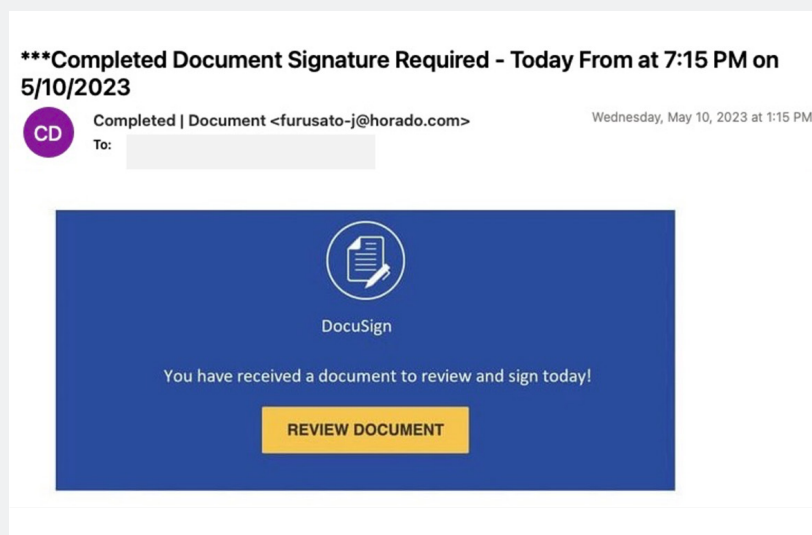 ***Completed Document Signature Required - Today From at 7:15 PM on
5/10/2023
CD
Completed | Document <furusato-j@horado.com>
Wednesday, May 10, 2023 at 1:15 PM
To:
DocuSign
You have received a document to review and sign today!
REVIEW DOCUMENT